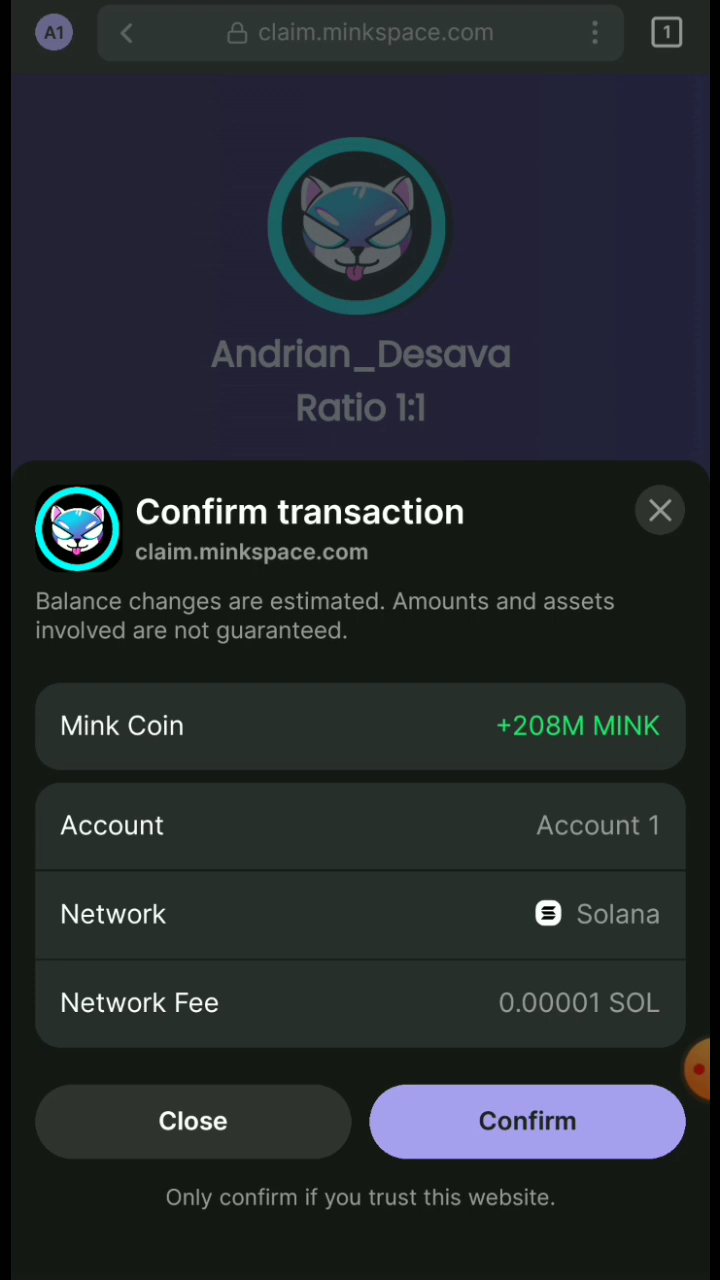 A1
claim.minkspace.com
1
Andrian_Desava
Ratio 1:1
Confirm transaction
claim.minkspace.com
Balance changes are estimated. Amounts and assets
involved are not guaranteed.
Mink Coin +208M MINK
Account Account 1
Network Solana
Network Fee 0.00001 SOL
Close Confirm
Only confirm if you trust this website.